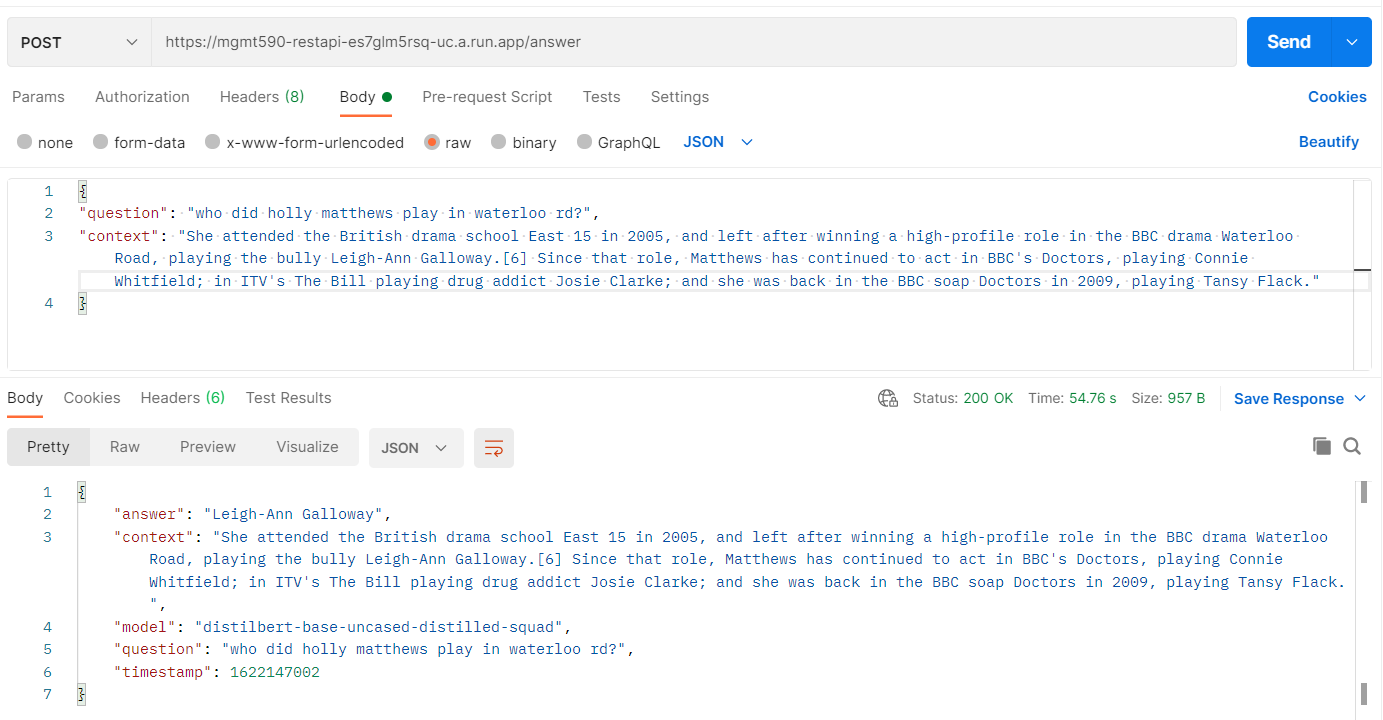 POST https://mgmt590-restapi-es7glm5rsq-uc.a.run.app/answer Send
Params Authorization Headers (8) Body Pre-request Script Tests Settings Cookies
none form-data x-www-form-urlencoded raw binary GraphQL JSON Beautify
1 {
2 "question": "who did holly matthews play in waterloo rd?",
3 "context": "She attended the British drama school East 15 in 2005, and left after winning a high-profile role in the BBC drama Waterloo
Road, playing the bully Leigh-Ann Galloway.[6] Since that role, Matthews has continued to act in BBC's Doctors, playing Connie
Whitfield; in ITV's The Bill playing drug addict Josie Clarke; and she was back in the BBC soap Doctors in 2009, playing Tansy Flack."
4 }
Body Cookies Headers (6) Test Results Status: 200 OK Time: 54.76 s Size: 957 B Save Response
Pretty Raw Preview Visualize JSON
1 {
2 "answer": "Leigh-Ann Galloway",
3 "context": "She attended the British drama school East 15 in 2005, and left after winning a high-profile role in the BBC drama Waterloo
Road, playing the bully Leigh-Ann Galloway.[6] Since that role, Matthews has continued to act in BBC's Doctors, playing Connie
Whitfield; in ITV's The Bill playing drug addict Josie Clarke; and she was back in the BBC soap Doctors in 2009, playing Tansy Flack.
",
4 "model": "distilbert-base-uncased-distilled-squad",
5 "question": "who did holly matthews play in waterloo rd?",
6 "timestamp": 1622147002
7 }